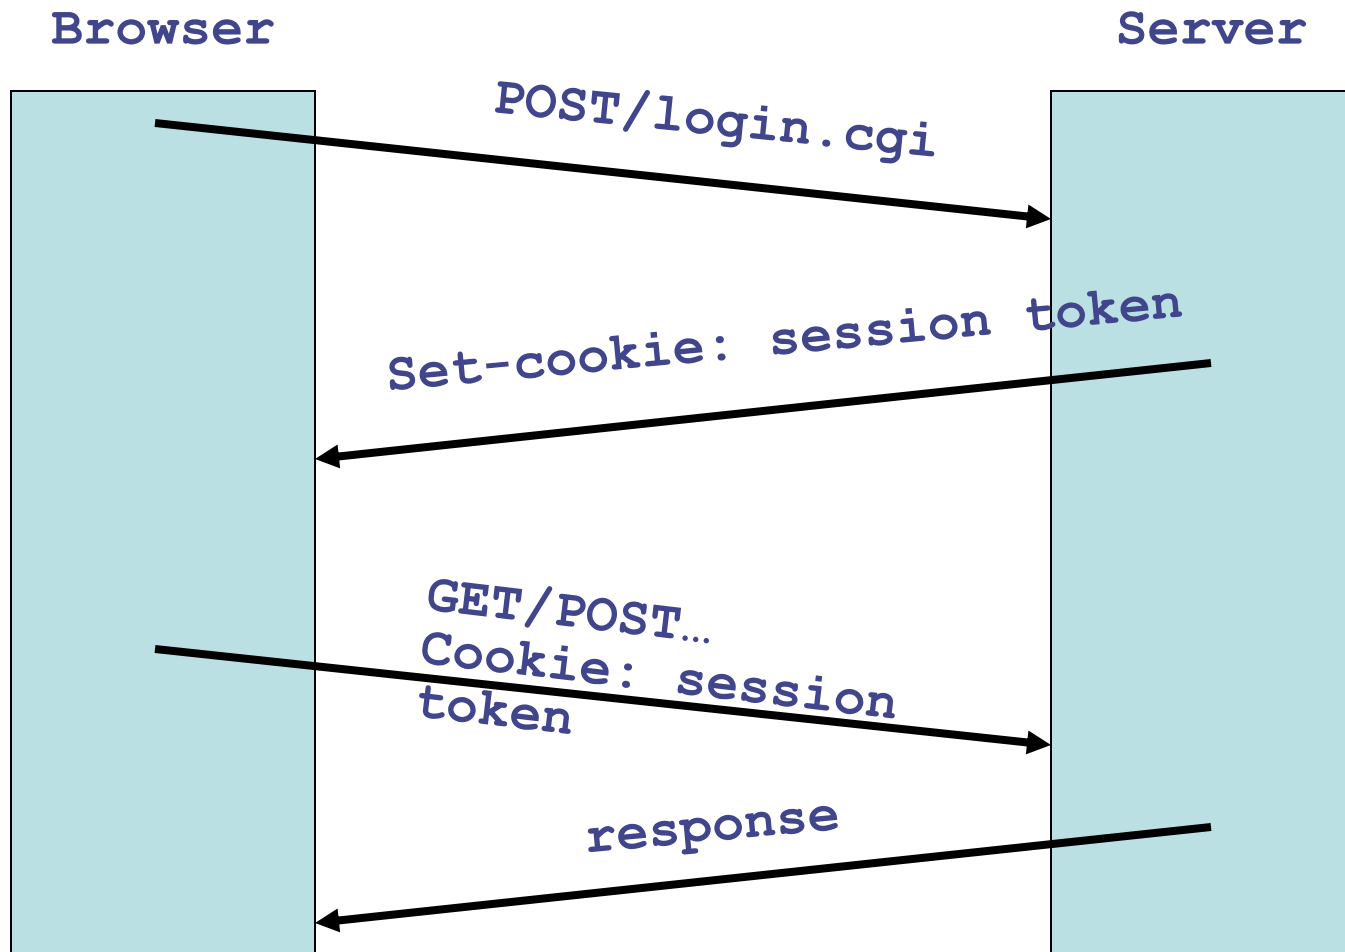 Browser
Server
POST/login.cgi
Set-cookie: session token
GET/POST…
Cookie: session
token
response